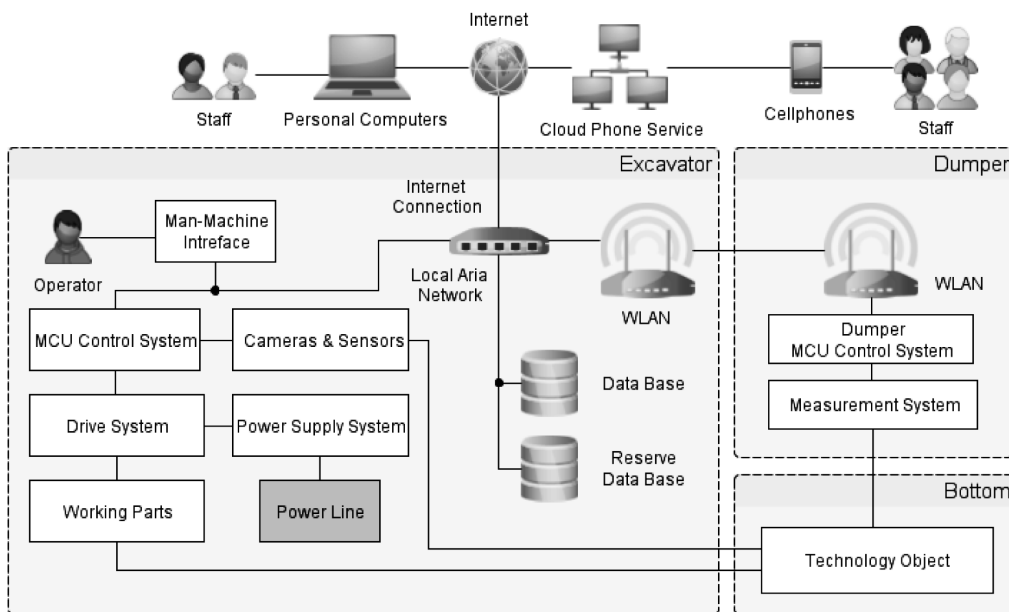 Internet
Staff
Personal Computers
Cloud Phone Service
Cellphones
Staff
Excavator
Dumper
Internet
Connection
Man-Machine
Intreface
Operator
Local Aria
Network
WLAN
WLAN
MCU Control System
Cameras & Sensors
Dumper
MCU Control System
Data Base
Measurement System
Drive System
Power Supply System
Reserve
Data Base
Bottom
Working Parts
Power Line
Technology Object